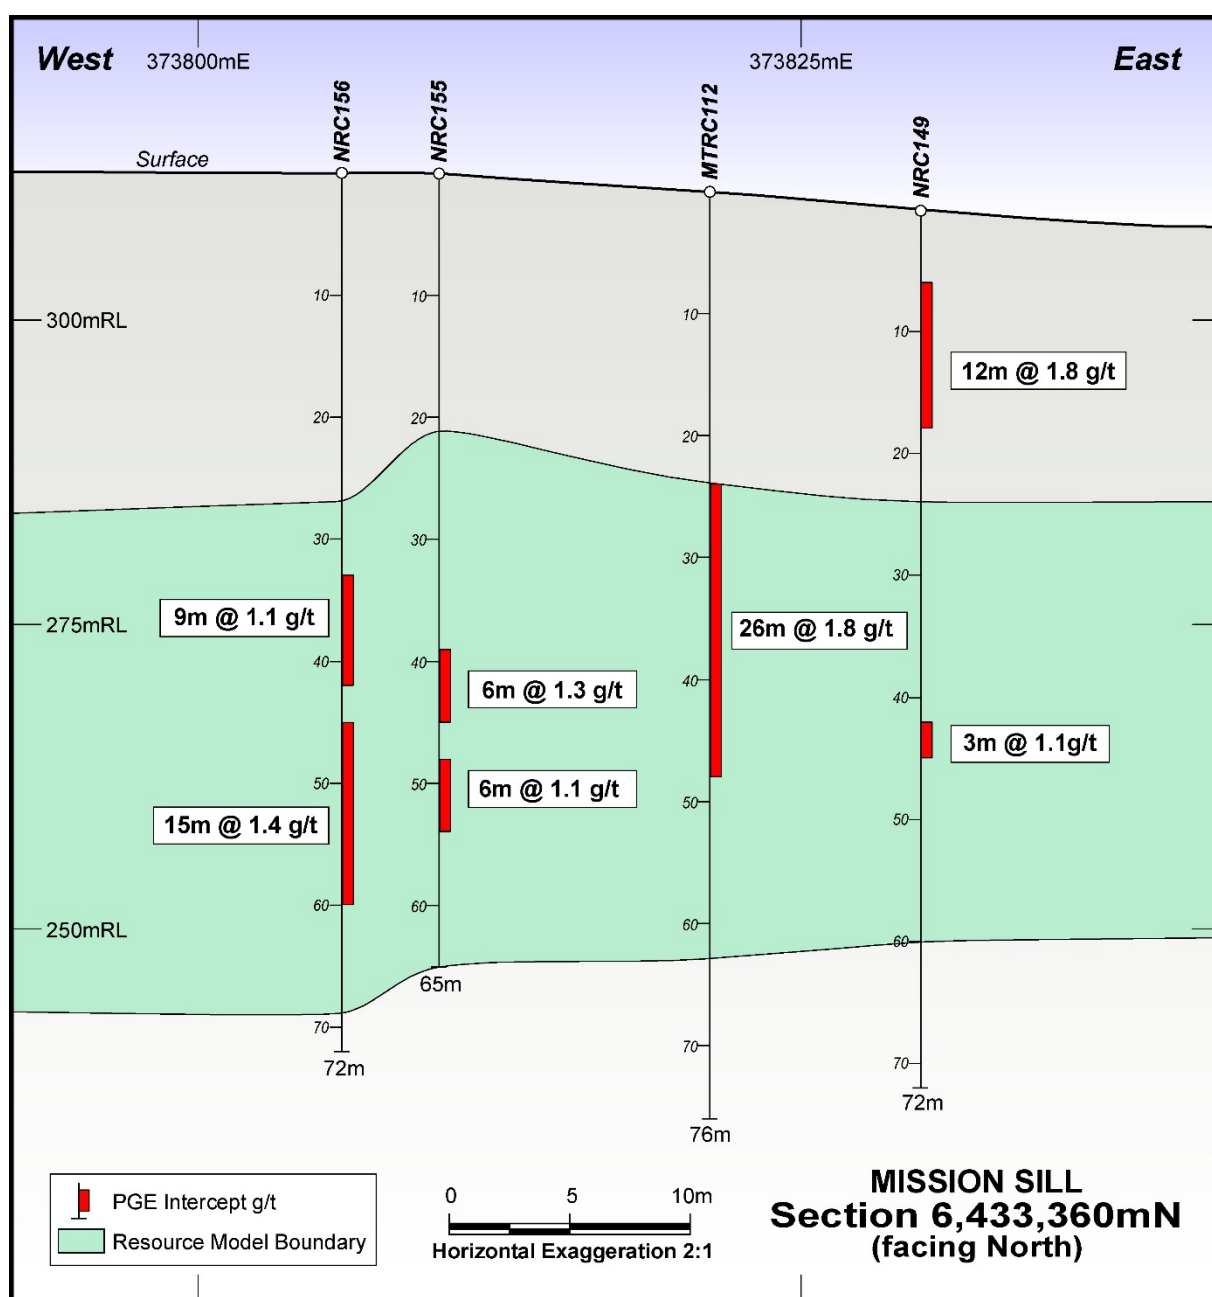 West
373800mE
373825mE
East
NRC156
NRC155
MTRC112
NRC149
Surface
10
10
10
10
300mRL
12m @ 1.8 g/t
20
20
20
20
30
30
30
30
9m @ 1.1 g/t
275mRL
26m @ 1.8 g/t
40
40
40
40
6m @ 1.3 g/t
3m @ 1.1g/t
50
50
50
50
6m @ 1.1 g/t
15m @ 1.4 g/t
60
60
60
60
250mRL
65m
70
70
70
72m
72m
76m
PGE Intercept g/t
Resource Model Boundary
0 5 10m
Horizontal Exaggeration 2:1
MISSION SILL
Section 6,433,360mN
(facing North)